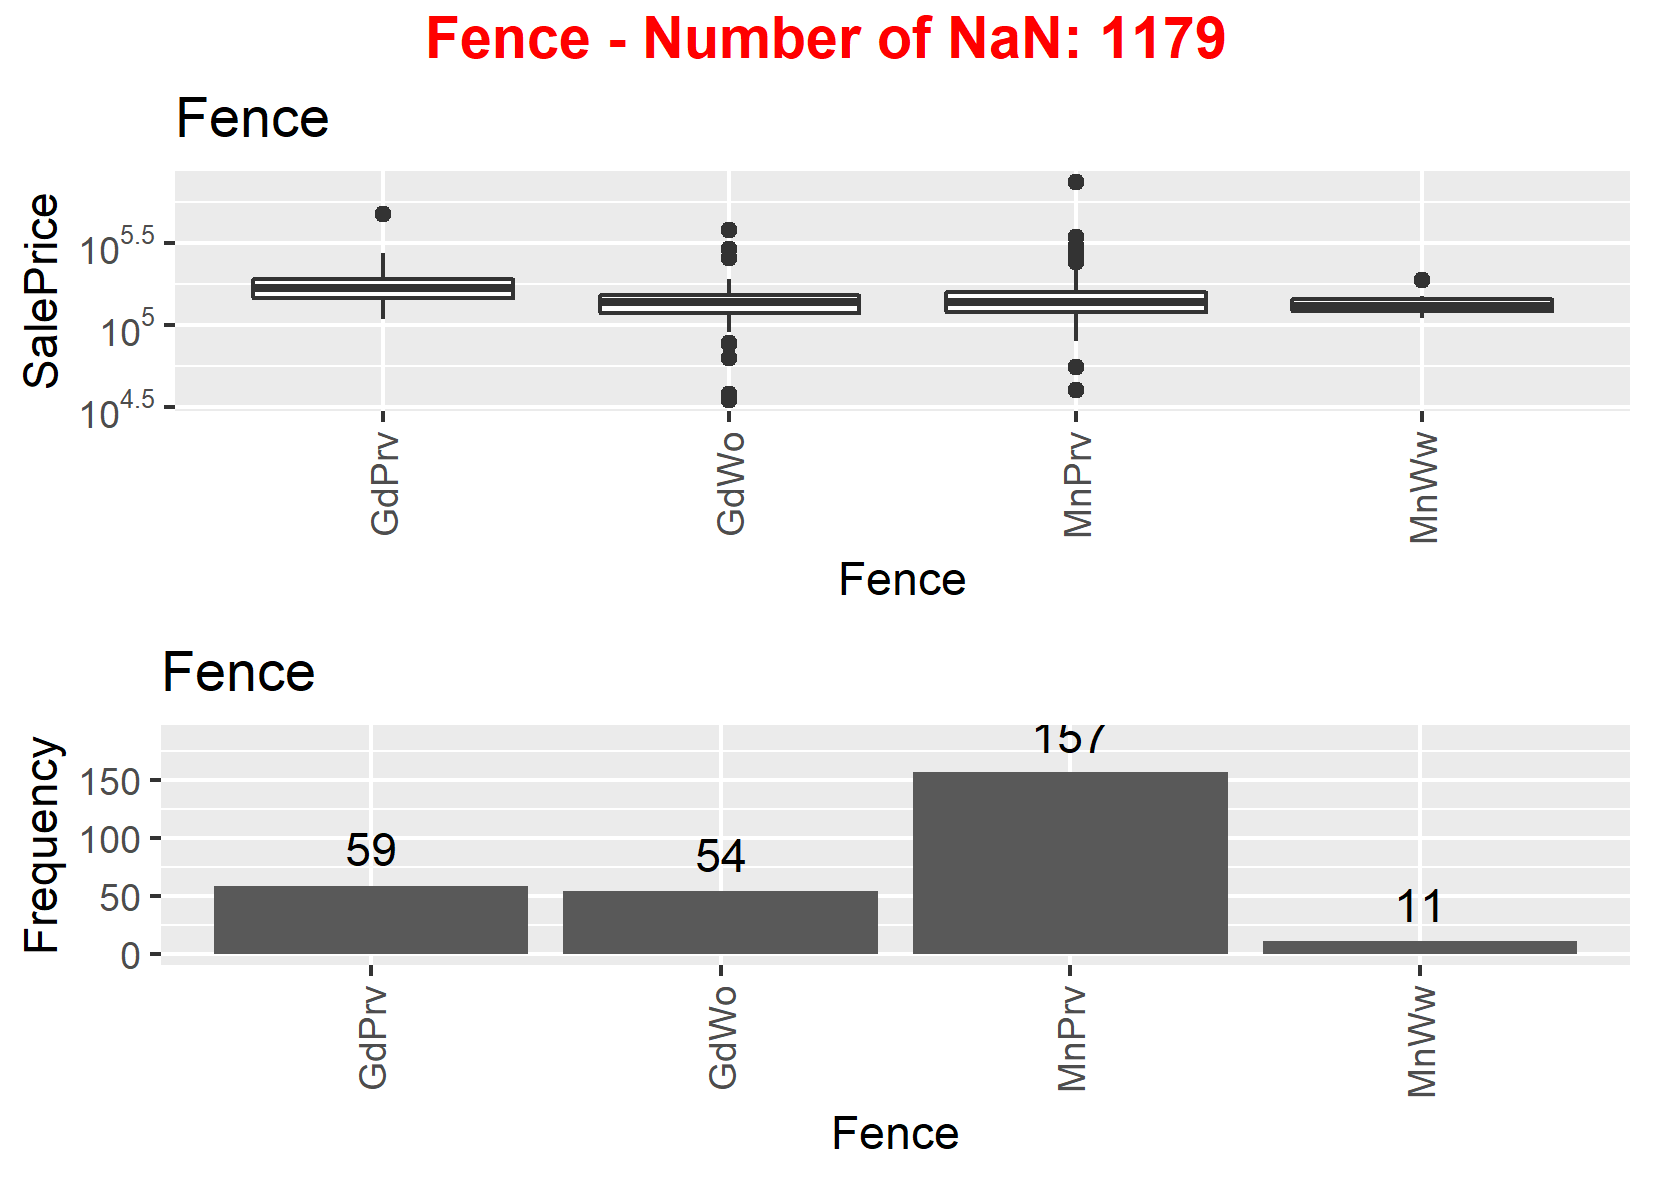 Fence - Number of NaN: 1179
Fence
SalePrice
10^5.5
10^5
10^4.5
GdPrv
GdWo
MnPrv
MnWw
Fence
Fence
Frequency
150
100
50
0
59
54
157
11
GdPrv
GdWo
MnPrv
MnWw
Fence